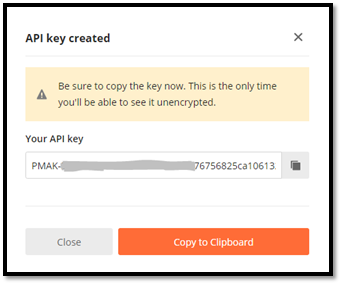 API key created
Be sure to copy the key now. This is the only time
you'll be able to see it unencrypted.
Your API key
PMAK- 76756825ca10613
Close
Copy to Clipboard